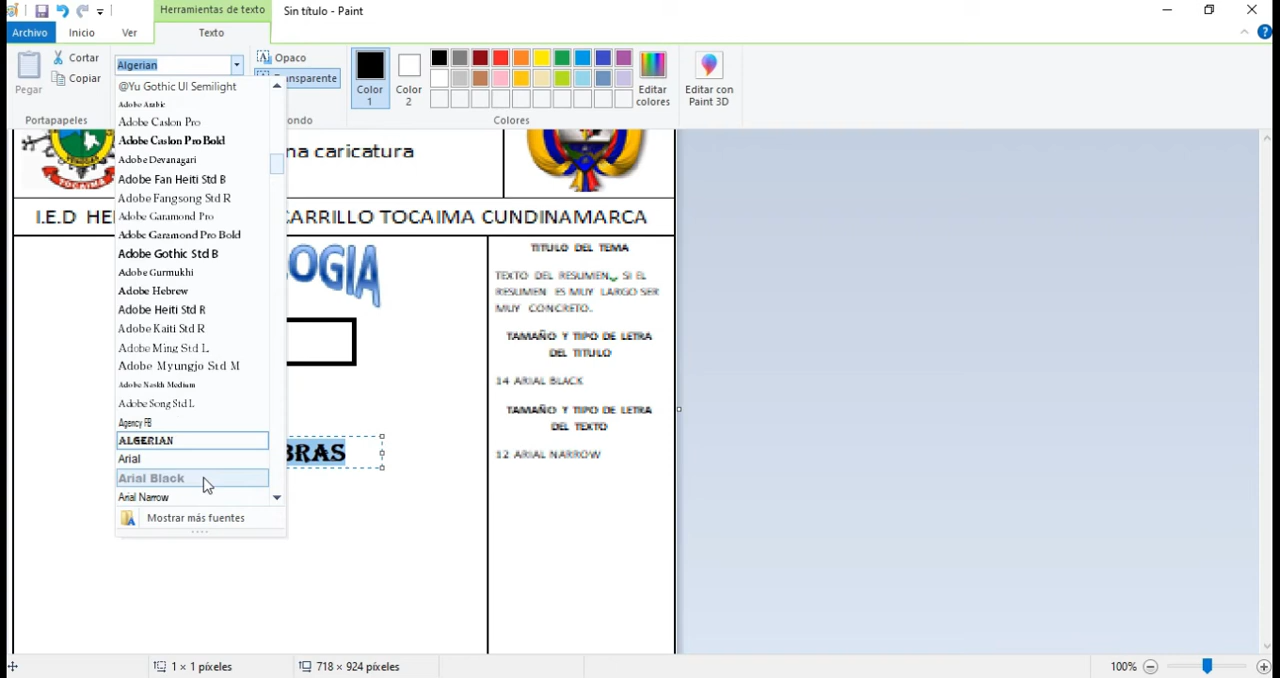 Herramientas de texto
Sin título - Paint
Archivo
Inicio
Ver
Texto
Pegar
Cortar
Copiar
Portapapeles
Algerian
Opaco
ransparente
ondo
Color 1
Color 2
Editar colores
Colores
Editar con Paint 3D
@Yu Gothic UI Semilight
Adobe Arabic
Adobe Caslon Pro
Adobe Caslon Pro Bold
Adobe Devanagari
Adobe Fan Heiti Std B
Adobe Fangsong Std R
Adobe Garamond Pro
Adobe Garamond Pro Bold
Adobe Gothic Std B
Adobe Gurmukhi
Adobe Hebrew
Adobe Heiti Std R
Adobe Kaiti Std R
Adobe Ming Std L
Adobe Myungjo Std M
Adobe Naskh Medium
Adobe Song Std L
Agency FB
ALGERIAN
Arial
Arial Black
Arial Narrow
Mostrar más fuentes
TOCAIMA
na caricatura
I.E.D HE
CARRILLO TOCAIMA CUNDINAMARCA
OGIA
BRAS
TITULO DEL TEMA
TEXTO DEL RESUMEN, SI EL
RESUMEN ES MUY LARGO SER
MUY CONCRETO.
TAMAÑO Y TIPO DE LETRA
DEL TITULO
14 ARIAL BLACK
TAMAÑO Y TIPO DE LETRA
DEL TEXTO
12 ARIAL NARROW
1 × 1 píxeles
718 × 924 píxeles
100%